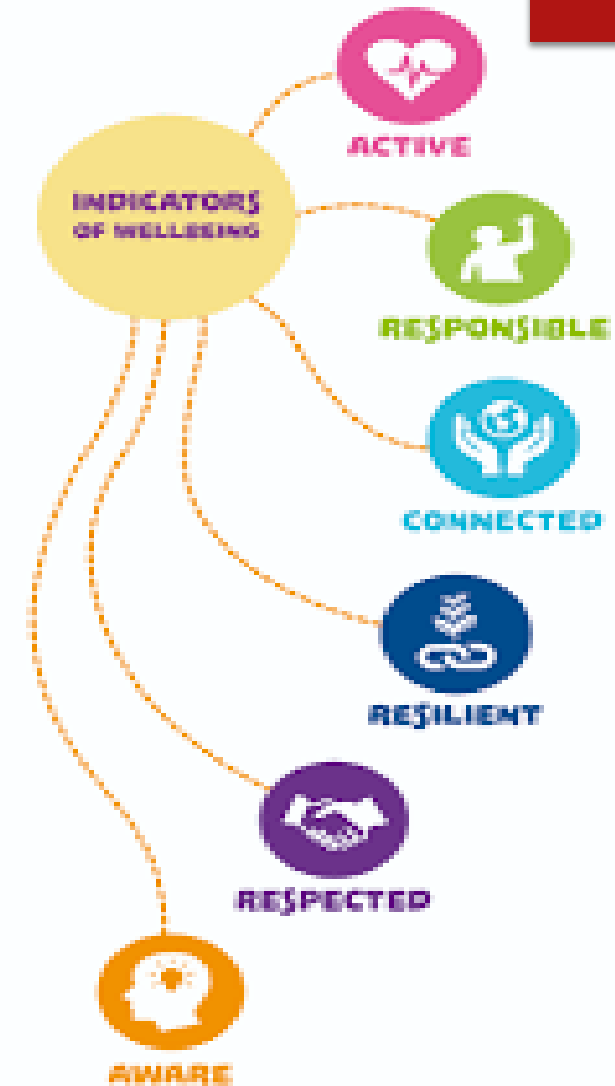 ACTIVE
INDICATORS
OF WELLBEING
RESPONSIBLE
CONNECTED
RESILIENT
RESPECTED
AWARE